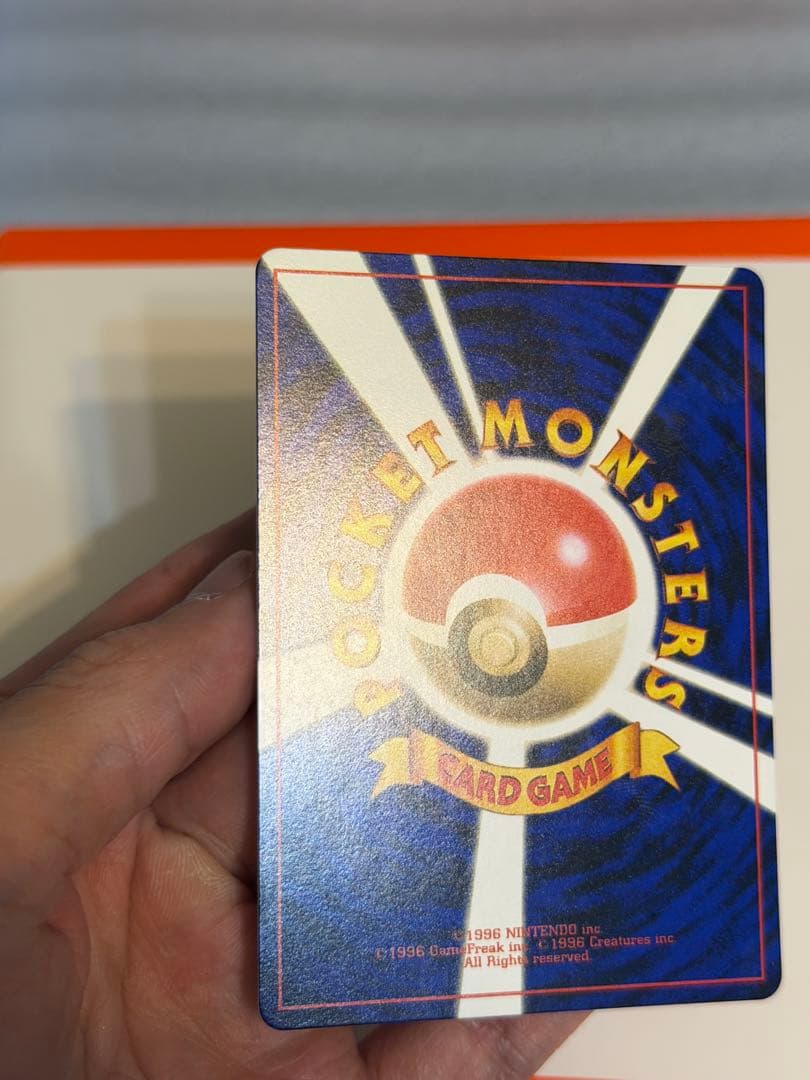 POCKET MONSTERS
CARD GAME
©1996 NINTENDO inc.
©1996 GameFreak inc. ©1996 Creatures inc.
All Rights reserved.